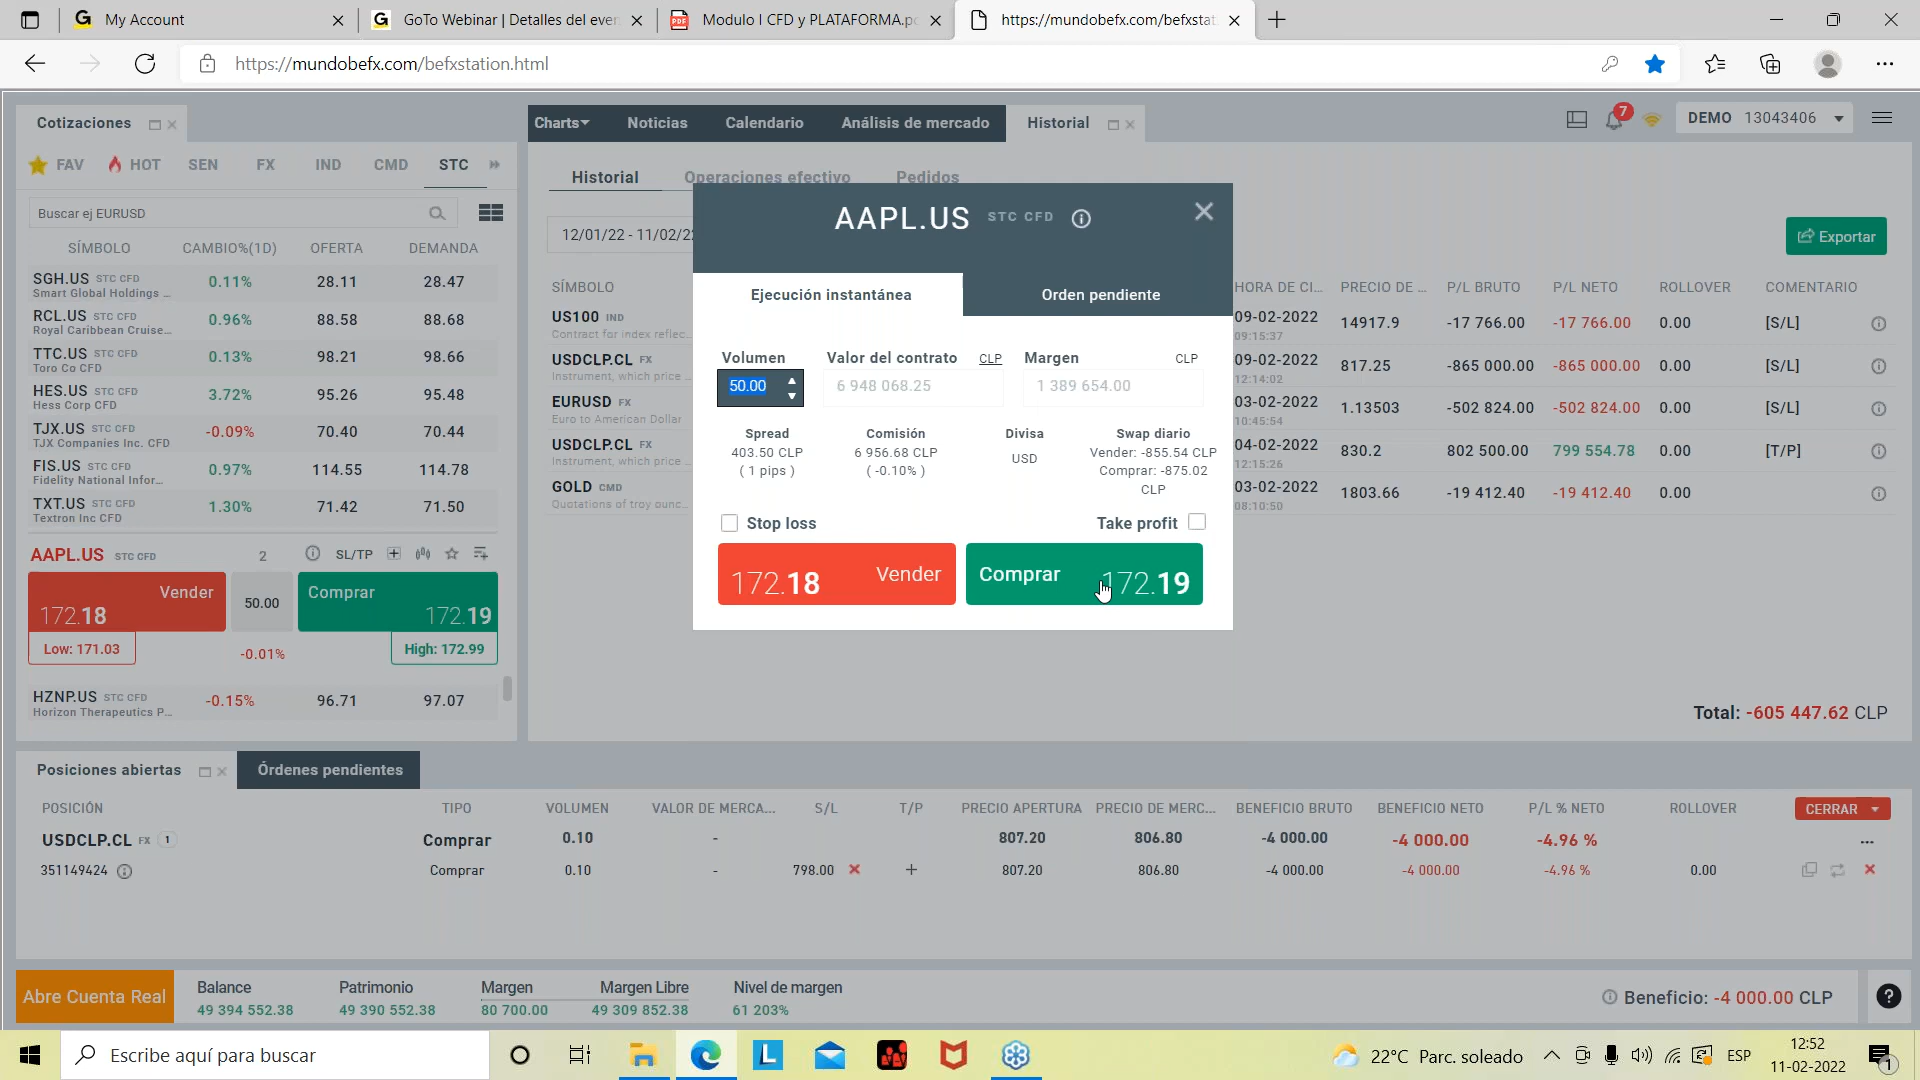 My Account
GoTo Webinar | Detalles del even
Modulo I CFD y PLATAFORMA.pd
https://mundobefx.com/befxstat
https://mundobefx.com/befxstation.html
Cotizaciones
Charts
Noticias
Calendario
Análisis de mercado
Historial
7
DEMO 13043406
FAV
HOT
SEN
FX
IND
CMD
STC
Historial
Operaciones efectivo
Pedidos
Buscar ej EURUSD
12/01/22 - 11/02/22
Exportar
SÍMBOLO CAMBIO%(1D) OFERTA DEMANDA
SGH.US STC CFD 0.11% 28.11 28.47
Smart Global Holdings ...
RCL.US STC CFD 0.96% 88.58 88.68
Royal Caribbean Cruise...
TTC.US STC CFD 0.13% 98.21 98.66
Toro Co CFD
HES.US STC CFD 3.72% 95.26 95.48
Hess Corp CFD
TJX.US STC CFD -0.09% 70.40 70.44
TJX Companies Inc. CFD
FIS.US STC CFD 0.97% 114.55 114.78
Fidelity National Infor...
TXT.US STC CFD 1.30% 71.42 71.50
Textron Inc CFD
AAPL.US STC CFD 2 SL/TP
Vender
172.18
50.00
Comprar
172.19
Low: 171.03
-0.01%
High: 172.99
HZNP.US STC CFD -0.15% 96.71 97.07
Horizon Therapeutics P...
SÍMBOLO HORA DE CI... PRECIO DE ... P/L BRUTO P/L NETO ROLLOVER COMENTARIO
US100 IND 09-02-2022 14917.9 -17 766.00 -17 766.00 0.00 [S/L]
Contract for index reflec... 09:15:37
USDCLP.CL FX 09-02-2022 817.25 -865 000.00 -865 000.00 0.00 [S/L]
Instrument, which price ... 12:14:02
EURUSD FX 03-02-2022 1.13503 -502 824.00 -502 824.00 0.00 [S/L]
Euro to American Dollar 10:45:54
USDCLP.CL FX 04-02-2022 830.2 802 500.00 799 554.78 0.00 [T/P]
Instrument, which price ... 12:15:26
GOLD CMD 03-02-2022 1803.66 -19 412.40 -19 412.40 0.00
Quotations of troy ounc... 08:10:50
Total: -605 447.62 CLP
AAPL.US STC CFD
Ejecución instantánea
Orden pendiente
Volumen Valor del contrato CLP Margen CLP
50.00 6 948 068.25 1 389 654.00
Spread Comisión Divisa Swap diario
403.50 CLP 6 956.68 CLP USD Vender: -855.54 CLP
( 1 pips ) ( -0.10% ) Comprar: -875.02
CLP
Stop loss
Take profit
172.18 Vender
Comprar 172.19
Posiciones abiertas
Órdenes pendientes
POSICIÓN TIPO VOLUMEN VALOR DE MERCA... S/L T/P PRECIO APERTURA PRECIO DE MERC... BENEFICIO BRUTO BENEFICIO NETO P/L % NETO ROLLOVER CERRAR
USDCLP.CL FX 1 Comprar 0.10 - 807.20 806.80 -4 000.00 -4 000.00 -4.96 % ...
351149424 Comprar 0.10 - 798.00 + 807.20 806.80 -4 000.00 -4 000.00 -4.96 % 0.00
Abre Cuenta Real
Balance Patrimonio Margen Margen Libre Nivel de margen
49 394 552.38 49 390 552.38 80 700.00 49 309 852.38 61 203%
Beneficio: -4 000.00 CLP
Escribe aquí para buscar
L
22°C Parc. soleado
ESP
12:52
11-02-2022
1